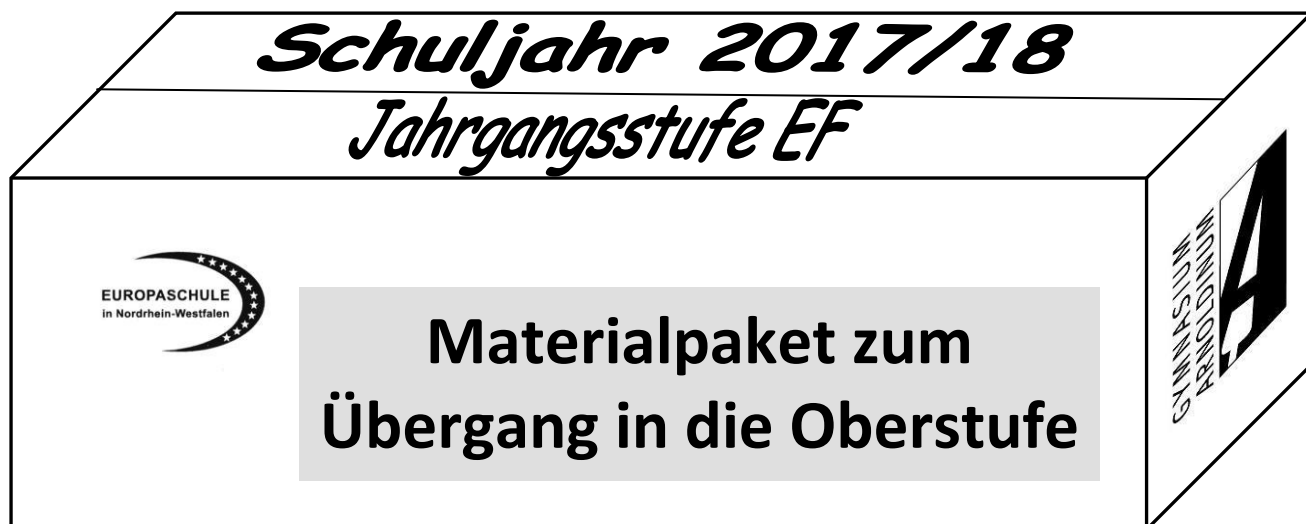 Schuljahr 2017/18
Jahrgangsstufe EF
EUROPASCHULE
in Nordrhein-Westfalen
Materialpaket zum
Übergang in die Oberstufe
GYMNASIUM
ARNOLDINUM